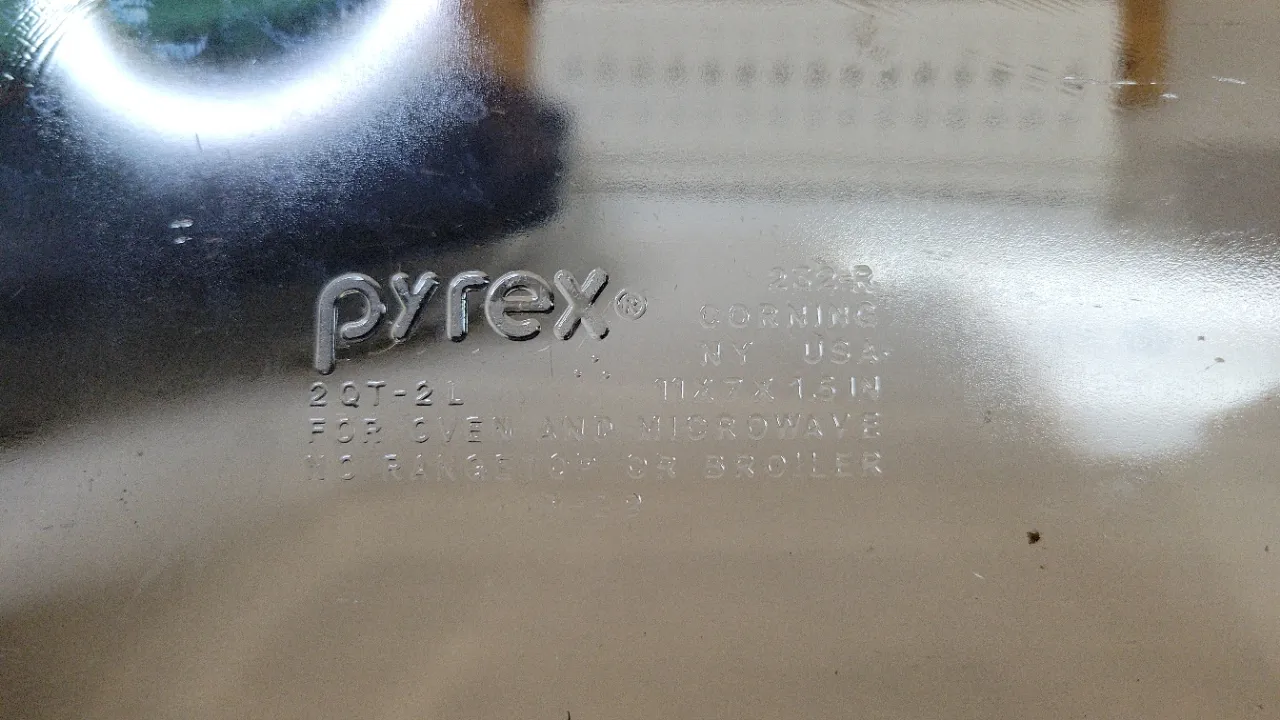 pyrex®
232-R
CORNING
NY USA
2QT-2L 11X7X1.5IN
FOR OVEN AND MICROWAVE
NO RANGETOP OR BROILER